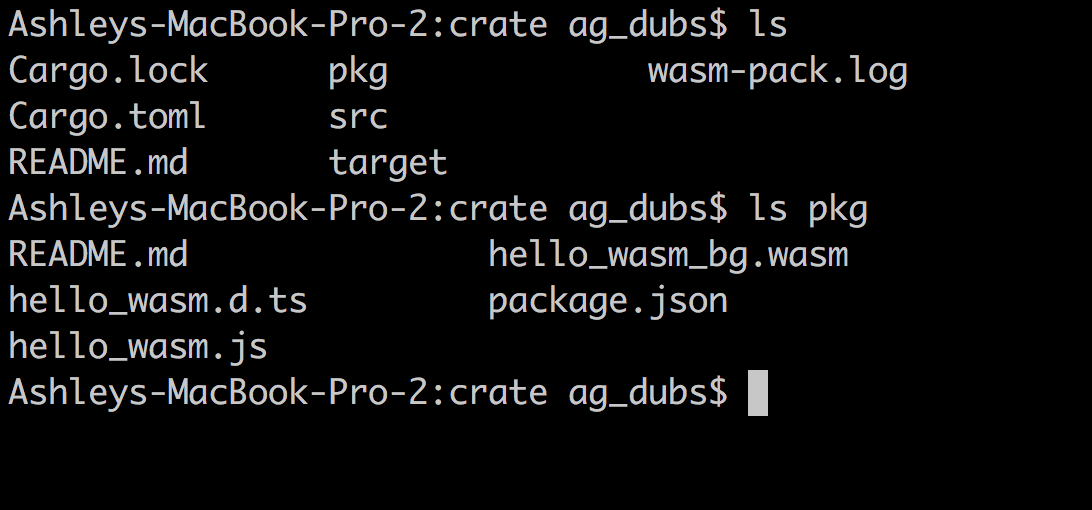 Ashleys-MacBook-Pro-2:crate ag_dubs$ ls
Cargo.lock      pkg             wasm-pack.log
Cargo.toml      src
README.md       target
Ashleys-MacBook-Pro-2:crate ag_dubs$ ls pkg
README.md               hello_wasm_bg.wasm
hello_wasm.d.ts         package.json
hello_wasm.js
Ashleys-MacBook-Pro-2:crate ag_dubs$